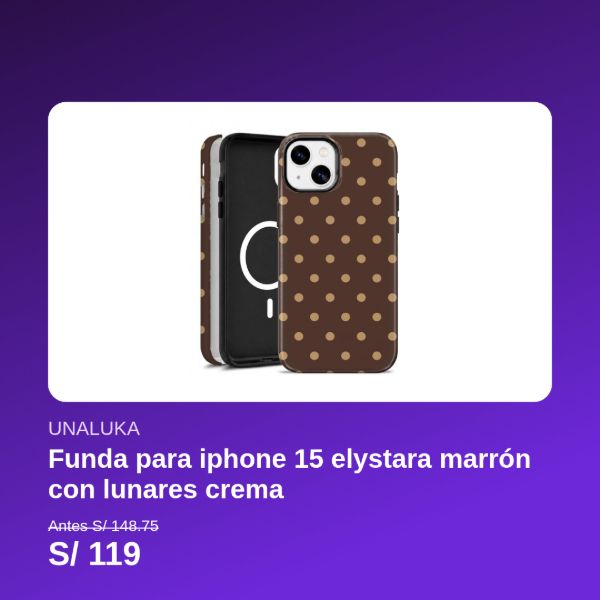 UNALUKA
Funda para iphone 15 elystara marrón
con lunares crema
Antes S/ 148.75
S/ 119